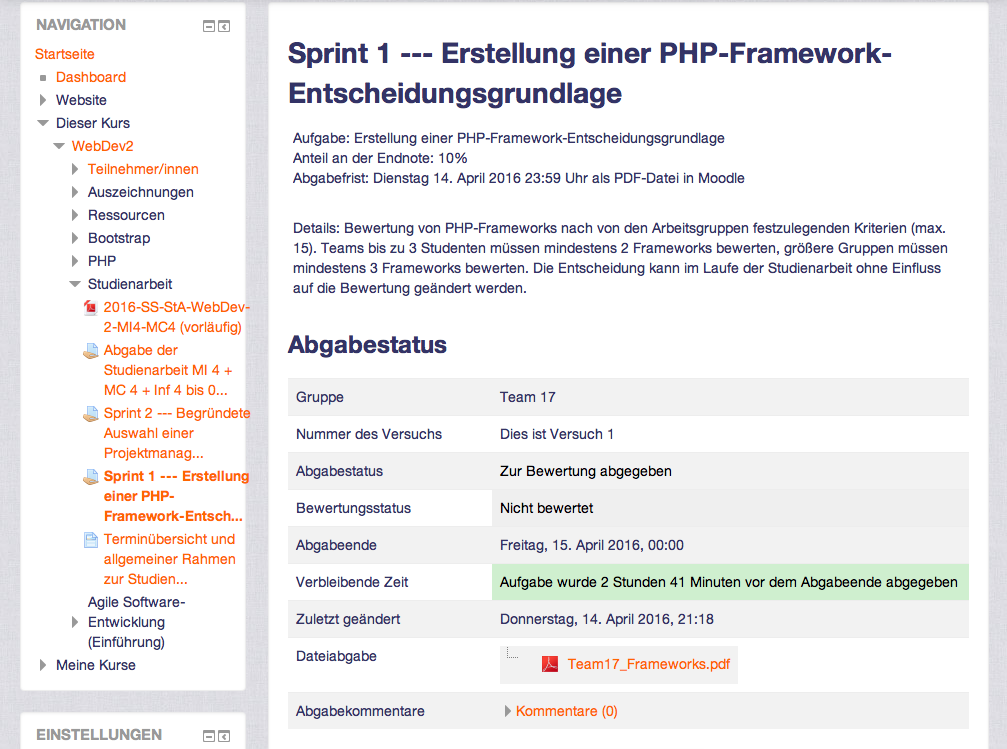 NAVIGATION
Startseite
Dashboard
Website
Dieser Kurs
WebDev2
Teilnehmer/innen
Auszeichnungen
Ressourcen
Bootstrap
PHP
Studienarbeit
2016-SS-StA-WebDev-
2-MI4-MC4 (vorläufig)
Abgabe der
Studienarbeit MI 4 +
MC 4 + Inf 4 bis 0...
Sprint 2 --- Begründete
Auswahl einer
Projektmanag...
Sprint 1 --- Erstellung
einer PHP-
Framework-Entsch...
Terminübersicht und
allgemeiner Rahmen
zur Studien...
Agile Software-
Entwicklung
(Einführung)
Meine Kurse
EINSTELLUNGEN
Sprint 1 --- Erstellung einer PHP-Framework-
Entscheidungsgrundlage
Aufgabe: Erstellung einer PHP-Framework-Entscheidungsgrundlage
Anteil an der Endnote: 10%
Abgabefrist: Dienstag 14. April 2016 23:59 Uhr als PDF-Datei in Moodle
Details: Bewertung von PHP-Frameworks nach von den Arbeitsgruppen festzulegenden Kriterien (max.
15). Teams bis zu 3 Studenten müssen mindestens 2 Frameworks bewerten, größere Gruppen müssen
mindestens 3 Frameworks bewerten. Die Entscheidung kann im Laufe der Studienarbeit ohne Einfluss
auf die Bewertung geändert werden.
Abgabestatus
Gruppe Team 17
Nummer des Versuchs Dies ist Versuch 1
Abgabestatus Zur Bewertung abgegeben
Bewertungsstatus Nicht bewertet
Abgabeende Freitag, 15. April 2016, 00:00
Verbleibende Zeit Aufgabe wurde 2 Stunden 41 Minuten vor dem Abgabeende abgegeben
Zuletzt geändert Donnerstag, 14. April 2016, 21:18
Dateiabgabe Team17_Frameworks.pdf
Abgabekommentare Kommentare (0)